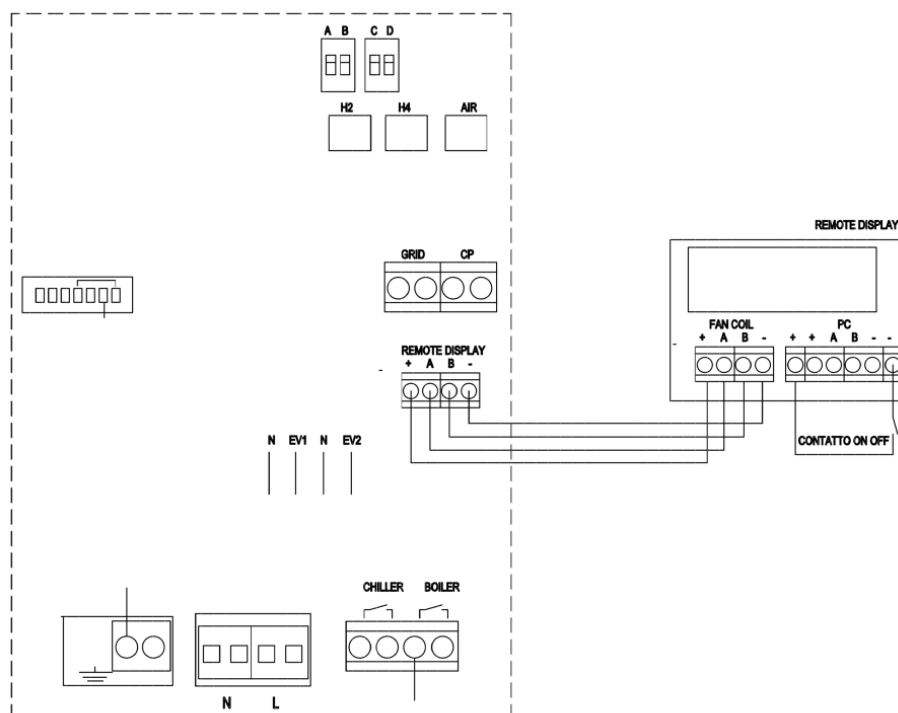 A B C D
H2 H4 AIR
REMOTE DISPLAY
GRID CP
FAN COIL PC
+ A B - + + A B - -
REMOTE DISPLAY
+ A B -
N EV1 N EV2
CONTATTO ON OFF
CHILLER BOILER
N L